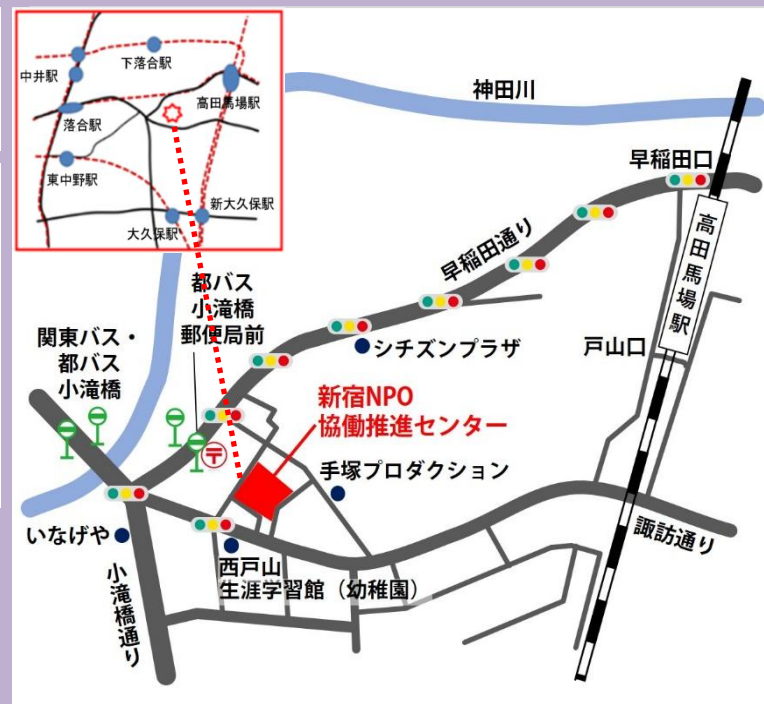 下落合駅
中井駅
高田馬場駅
落合駅
東中野駅
新大久保駅
大久保駅
神田川
早稲田口
早稲田通り
高田馬場駅
都バス
小滝橋
郵便局前
関東バス・
都バス
小滝橋
シチズンプラザ
戸山口
新宿NPO
協働推進センター
〒
手塚プロダクション
いなげや
西戸山
生涯学習館（幼稚園）
諏訪通り
小滝橋通り